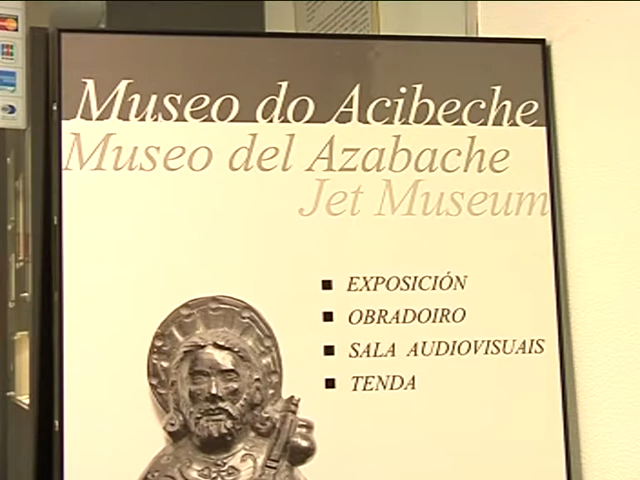 Museo do Acibeche
Museo del Azabache
Jet Museum
EXPOSICIÓN
OBRADOIRO
SALA AUDIOVISUAIS
TENDA